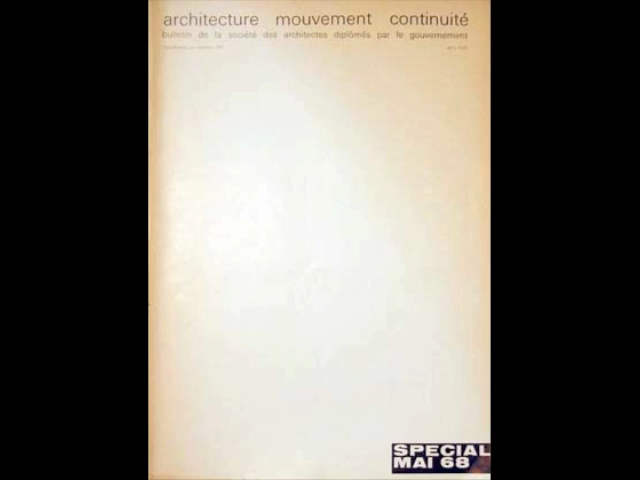 architecture mouvement continuité
bulletin de la société des architectes diplômés par le gouvernement
SPECIAL
MAI 68